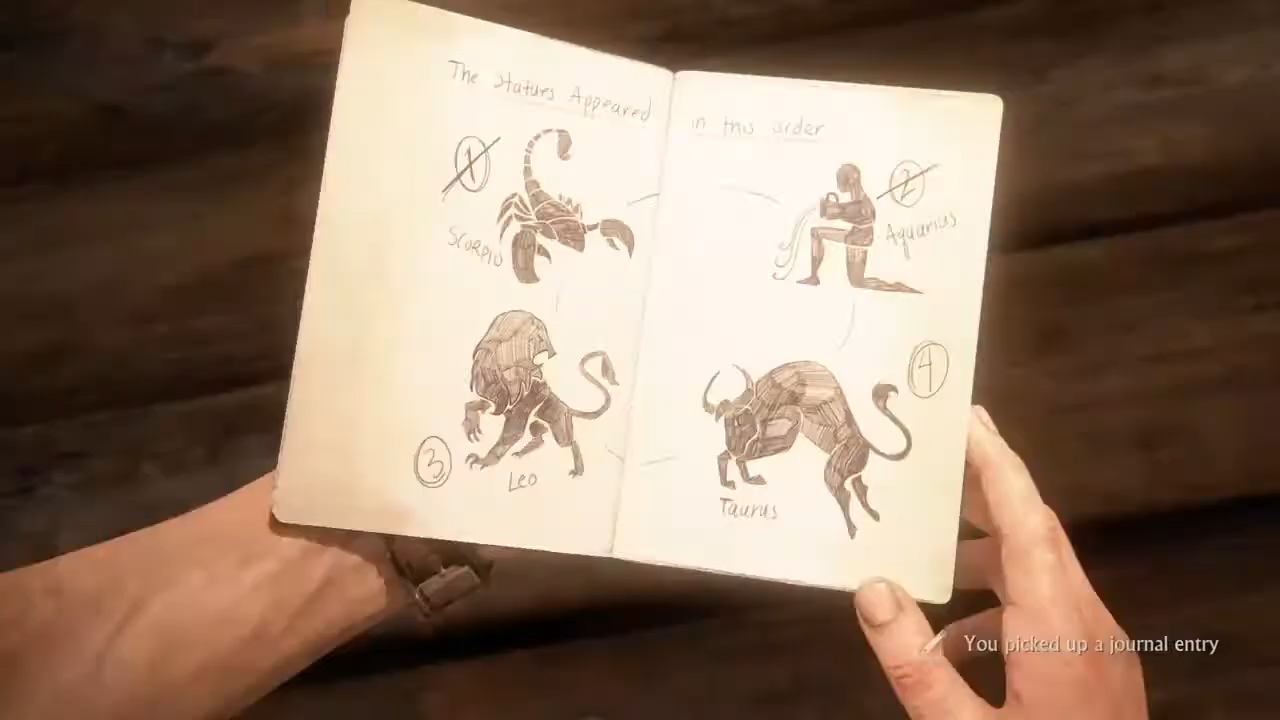 The Statues Appeared in this order
1
2
Scorpio
Aquarius
3
4
Leo
Taurus
You picked up a journal entry